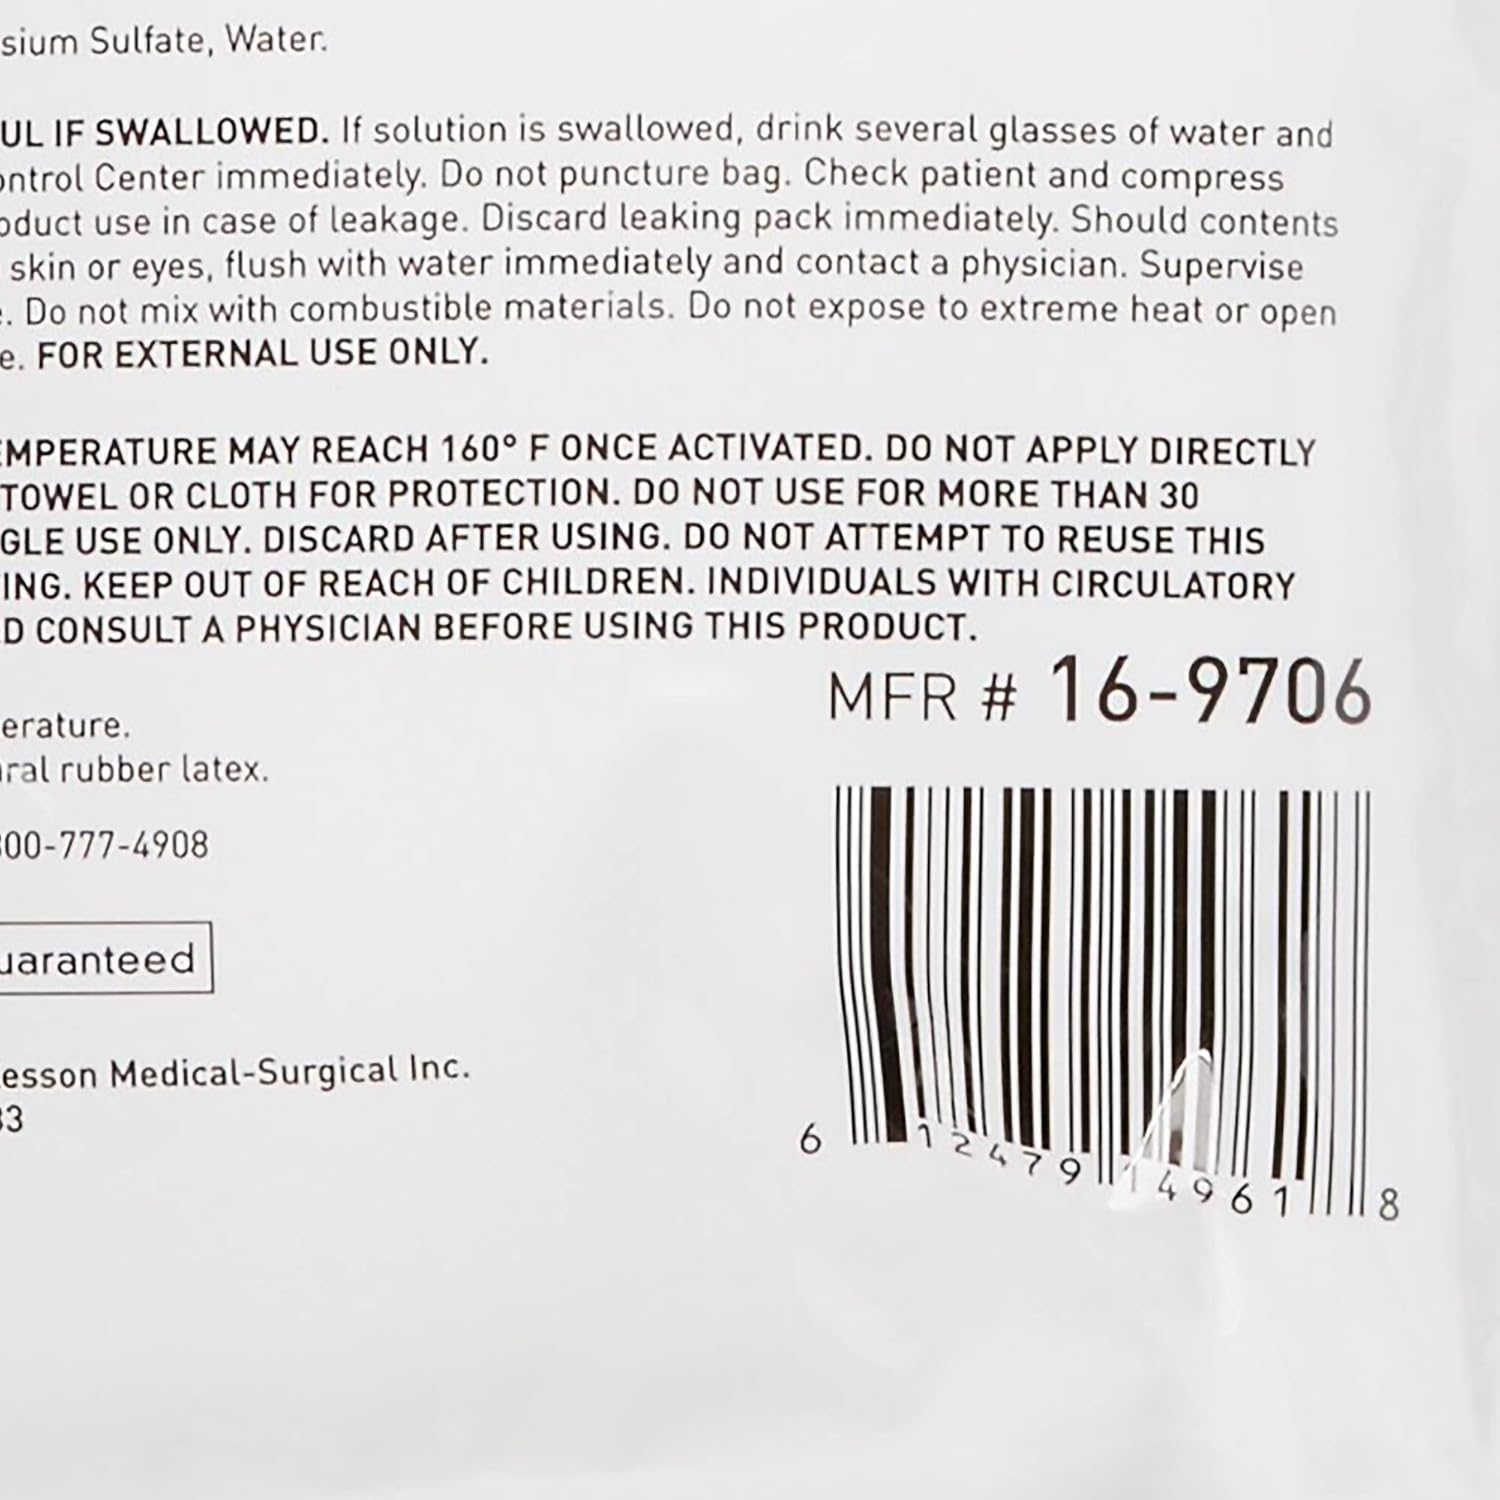 sium Sulfate, Water.
UL IF SWALLOWED. If solution is swallowed, drink several glasses of water and
ontrol Center immediately. Do not puncture bag. Check patient and compress
oduct use in case of leakage. Discard leaking pack immediately. Should contents
skin or eyes, flush with water immediately and contact a physician. Supervise
e. Do not mix with combustible materials. Do not expose to extreme heat or open
e. FOR EXTERNAL USE ONLY.
EMPERATURE MAY REACH 160° F ONCE ACTIVATED. DO NOT APPLY DIRECTLY
TOWEL OR CLOTH FOR PROTECTION. DO NOT USE FOR MORE THAN 30
GLE USE ONLY. DISCARD AFTER USING. DO NOT ATTEMPT TO REUSE THIS
ING. KEEP OUT OF REACH OF CHILDREN. INDIVIDUALS WITH CIRCULATORY
D CONSULT A PHYSICIAN BEFORE USING THIS PRODUCT.
MFR # 16-9706
erature.
ral rubber latex.
800-777-4908
uaranteed
esson Medical-Surgical Inc.
33
6 12479 14961 8